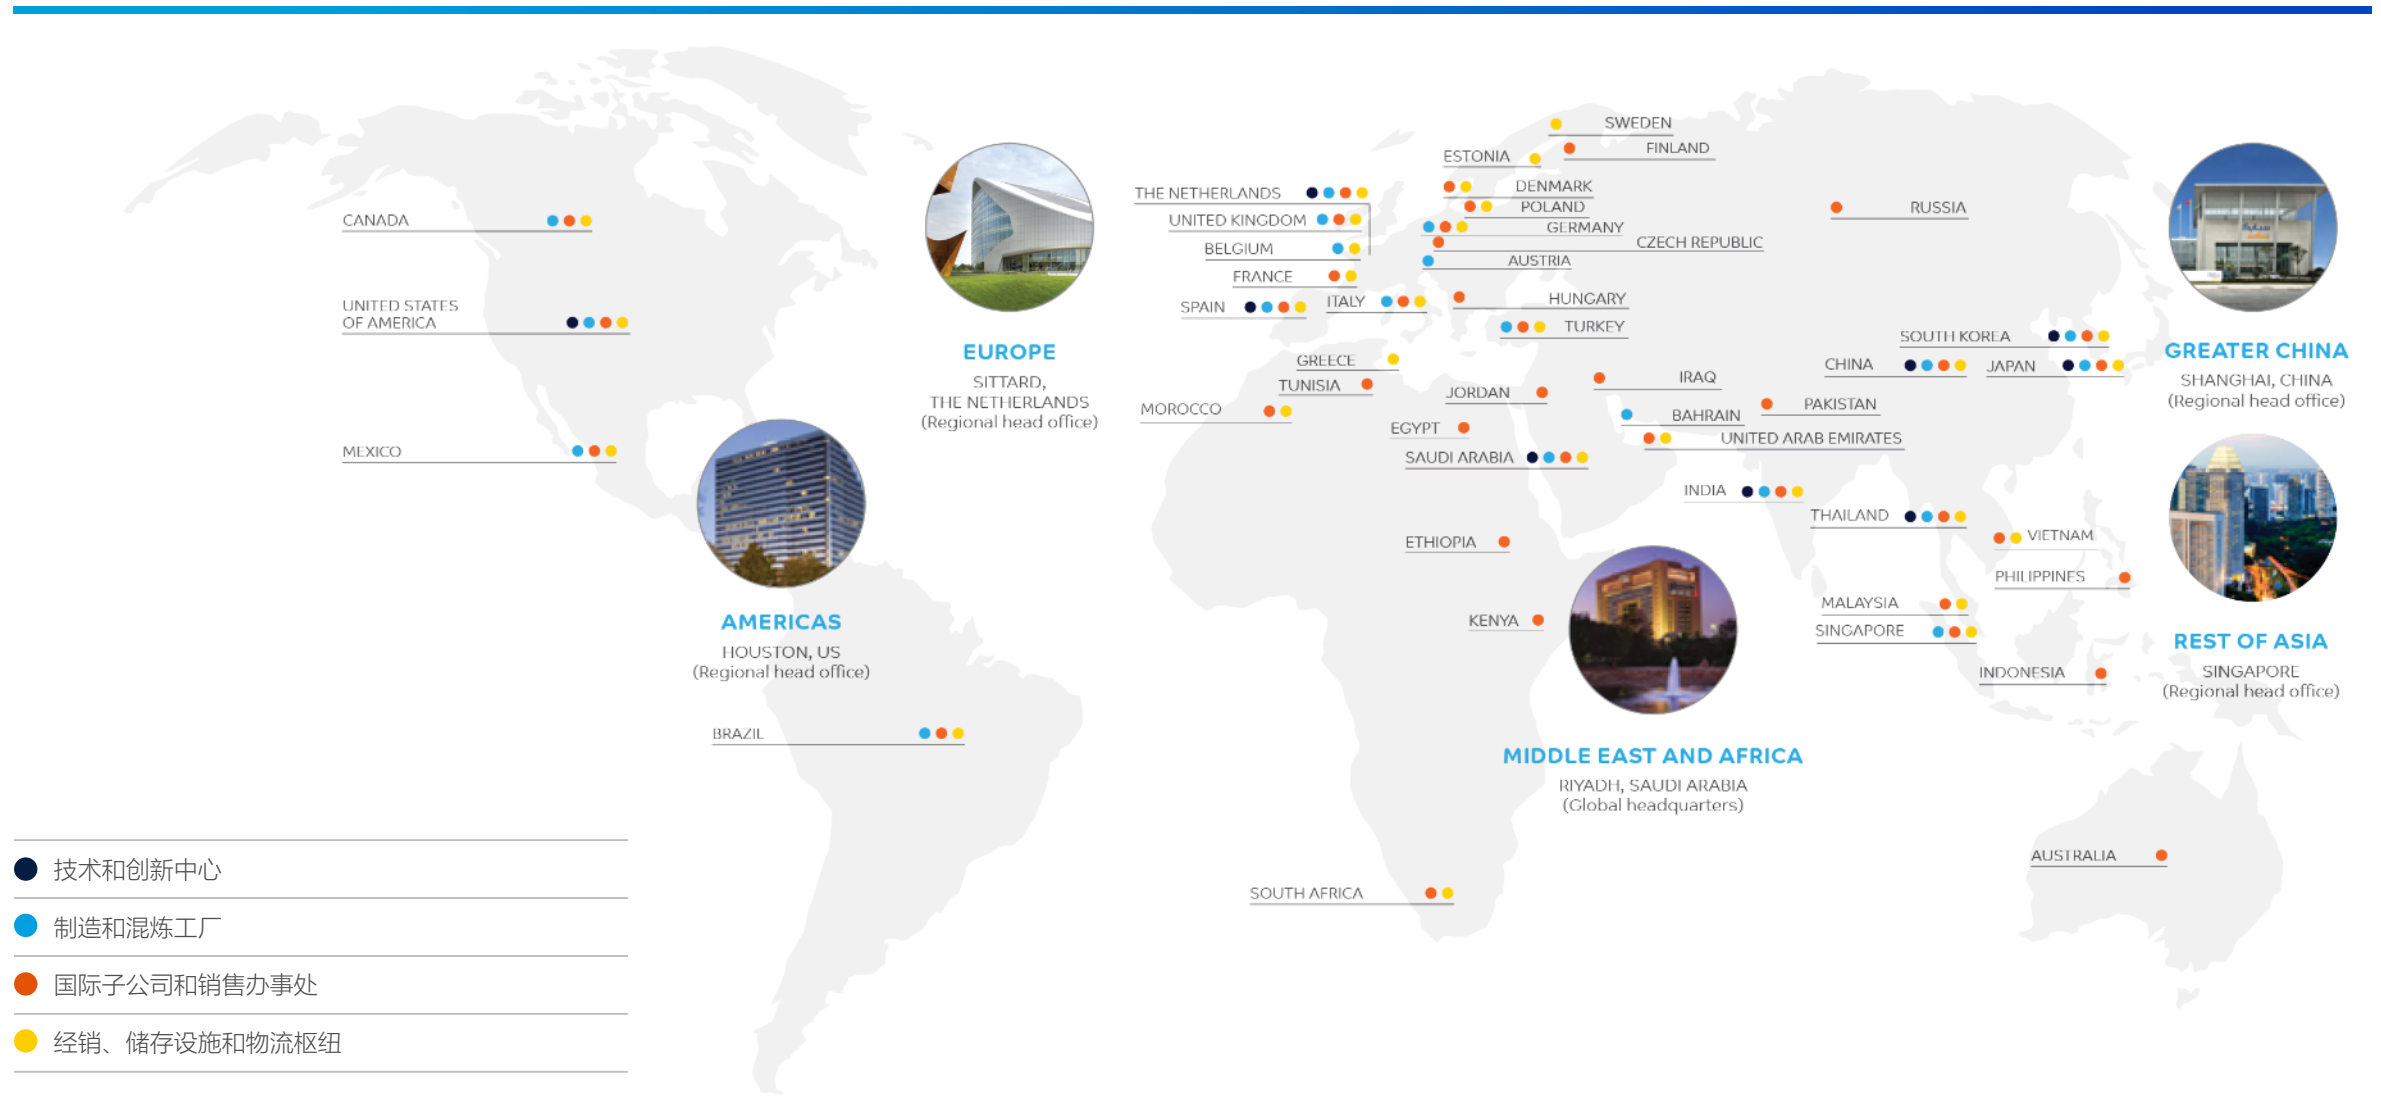 CANADA
UNITED STATES
OF AMERICA
MEXICO
AMERICAS
HOUSTON, US
(Regional head office)
BRAZIL
EUROPE
SITTARD,
THE NETHERLANDS
(Regional head office)
THE NETHERLANDS
UNITED KINGDOM
BELGIUM
FRANCE
SPAIN
ITALY
SWEDEN
FINLAND
ESTONIA
DENMARK
POLAND
GERMANY
CZECH REPUBLIC
AUSTRIA
HUNGARY
TURKEY
GREECE
TUNISIA
MOROCCO
JORDAN
EGYPT
SAUDI ARABIA
IRAQ
BAHRAIN
PAKISTAN
UNITED ARAB EMIRATES
ETHIOPIA
KENYA
SOUTH AFRICA
MIDDLE EAST AND AFRICA
RIYADH, SAUDI ARABIA
(Global headquarters)
RUSSIA
SOUTH KOREA
CHINA
JAPAN
INDIA
THAILAND
VIETNAM
PHILIPPINES
MALAYSIA
SINGAPORE
INDONESIA
AUSTRALIA
GREATER CHINA
SHANGHAI, CHINA
(Regional head office)
REST OF ASIA
SINGAPORE
(Regional head office)
技术和创新中心
制造和混炼工厂
国际子公司和销售办事处
经销、储存设施和物流枢纽